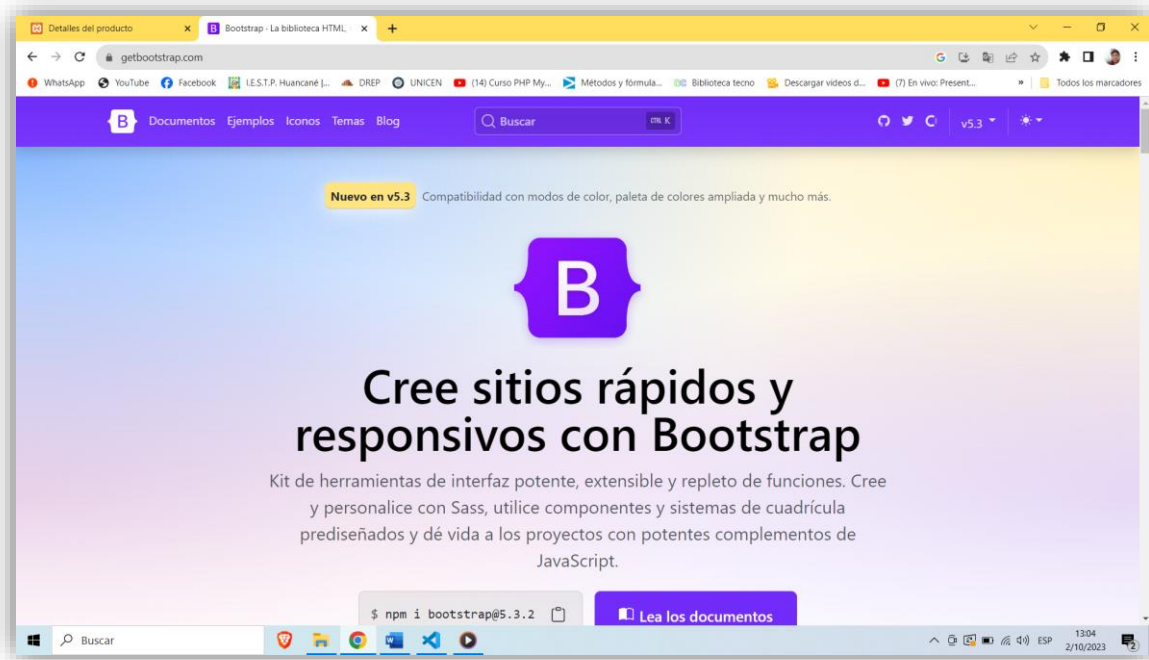 Detalles del producto
Bootstrap · La biblioteca HTML,
getbootstrap.com
WhatsApp YouTube Facebook I.E.S.T.P. Huancané |... DREP UNICEN (14) Curso PHP My... Métodos y fórmula... Biblioteca tecno Descargar videos d... (7) En vivo: Present... » Todos los marcadores
B Documentos Ejemplos Iconos Temas Blog Buscar CTRL K v5.3
Nuevo en v5.3 Compatibilidad con modos de color, paleta de colores ampliada y mucho más.
B
Cree sitios rápidos y
responsivos con Bootstrap
Kit de herramientas de interfaz potente, extensible y repleto de funciones. Cree
y personalice con Sass, utilice componentes y sistemas de cuadrícula
prediseñados y dé vida a los proyectos con potentes complementos de
JavaScript.
$ npm i bootstrap@5.3.2 Lea los documentos
Buscar ESP 13:04
2/10/2023 2